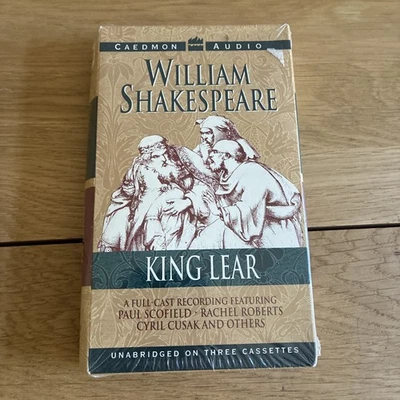 CAEDMON AUDIO
WILLIAM
SHAKESPEARE
KING LEAR
A FULL CAST RECORDING FEATURING
PAUL SCOFIELD · RACHEL ROBERTS
CYRIL CUSAK AND OTHERS
UNABRIDGED ON THREE CASSETTES